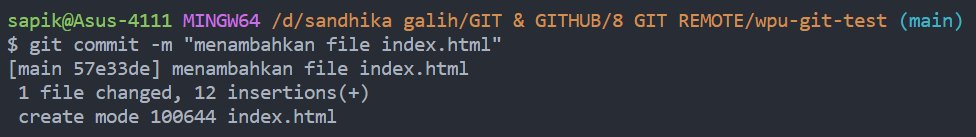 sapik@Asus-4111 MINGW64 /d/sandhika galih/GIT & GITHUB/8 GIT REMOTE/wpu-git-test (main)
$ git commit -m "menambahkan file index.html"
[main 57e33de] menambahkan file index.html
 1 file changed, 12 insertions(+)
 create mode 100644 index.html